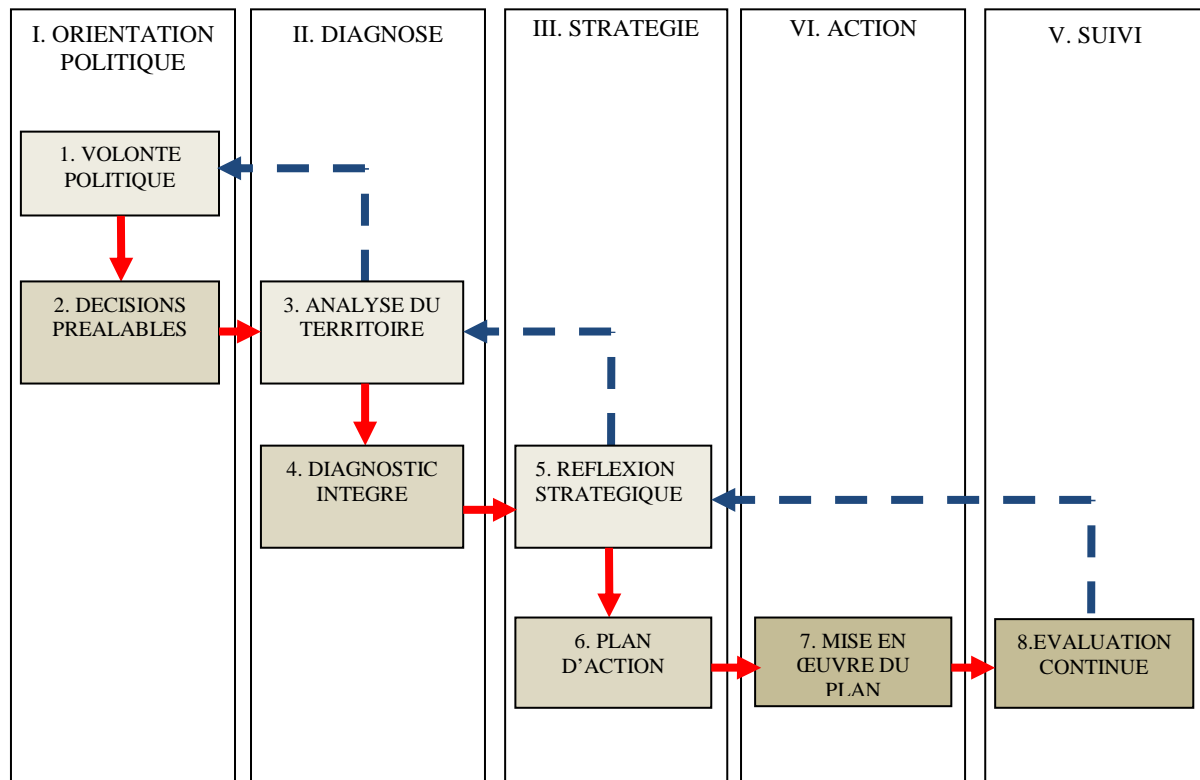 I. ORIENTATION
POLITIQUE
II. DIAGNOSE
III. STRATEGIE
VI. ACTION
V. SUIVI
1. VOLONTE
POLITIQUE
2. DECISIONS
PREALABLES
3. ANALYSE DU
TERRITOIRE
4. DIAGNOSTIC
INTEGRE
5. REFLEXION
STRATEGIQUE
6. PLAN
D’ACTION
7. MISE EN
ŒUVRE DU
PLAN
8.EVALUATION
CONTINUE